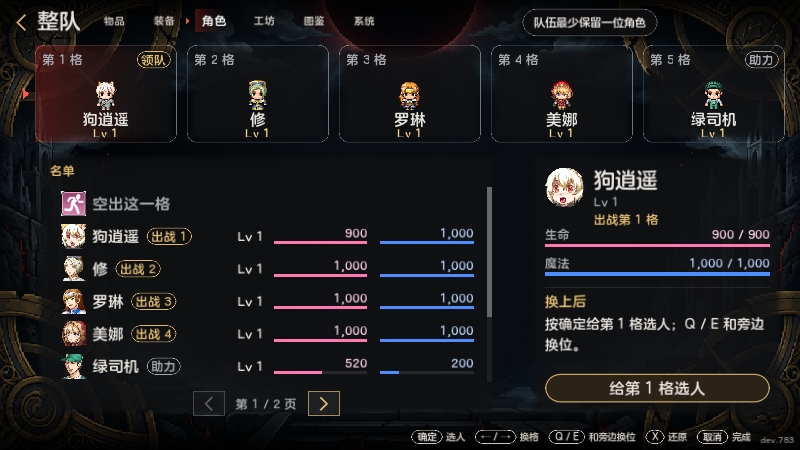 整队 物品 装备 角色 工坊 图鉴 系统
队伍最少保留一位角色
第 1 格 领队
狗逍遥
Lv 1
第 2 格
修
Lv 1
第 3 格
罗琳
Lv 1
第 4 格
美娜
Lv 1
第 5 格 助力
绿司机
Lv 1
名单
空出这一格
狗逍遥 出战 1 Lv 1 900 1,000
修 出战 2 Lv 1 1,000 1,000
罗琳 出战 3 Lv 1 1,000 1,000
美娜 出战 4 Lv 1 1,000 1,000
绿司机 助力 Lv 1 520 200
第 1 / 2 页
狗逍遥
Lv 1
出战第 1 格
生命 900 / 900
魔法 1,000 / 1,000
换上后
按确定给第 1 格选人；Q / E 和旁边
换位。
给第 1 格选人
确定 选人 ←/→ 换格 Q / E 和旁边换位 X 还原 取消 完成
dev.783